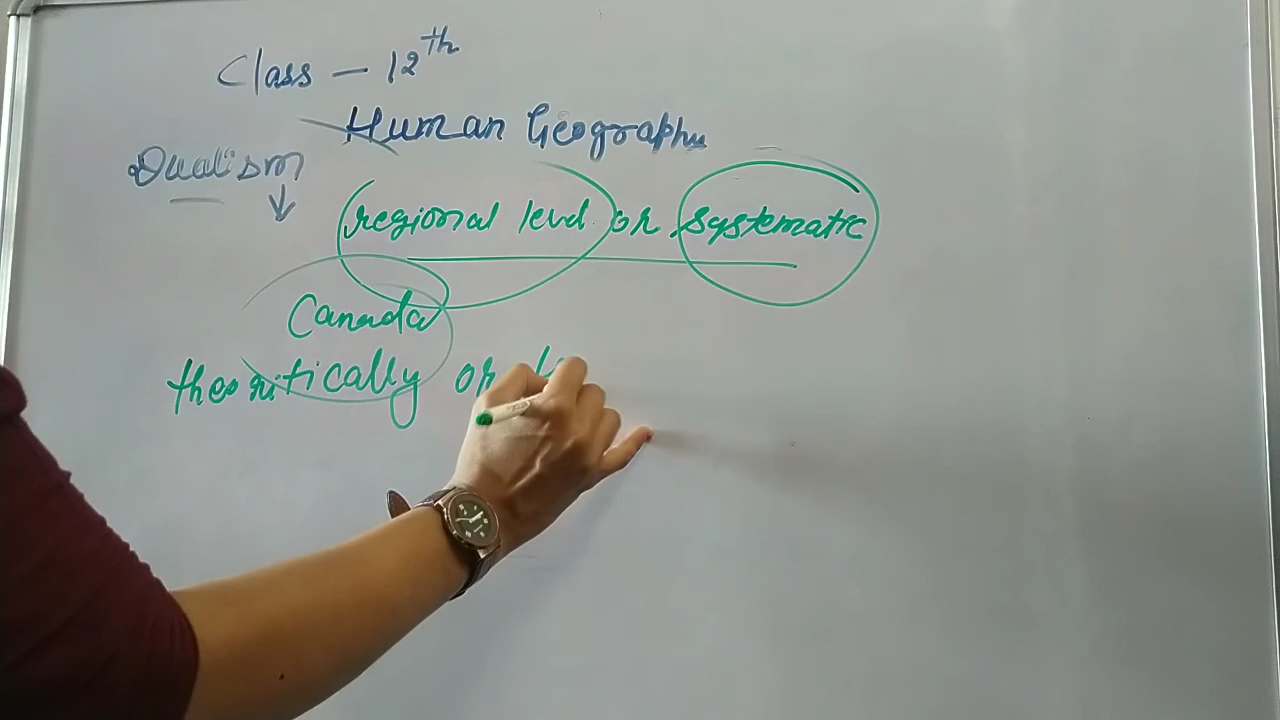 Class - 12th
Human Geography
Dualism
↓
regional level or systematic
Canada
theoritically or